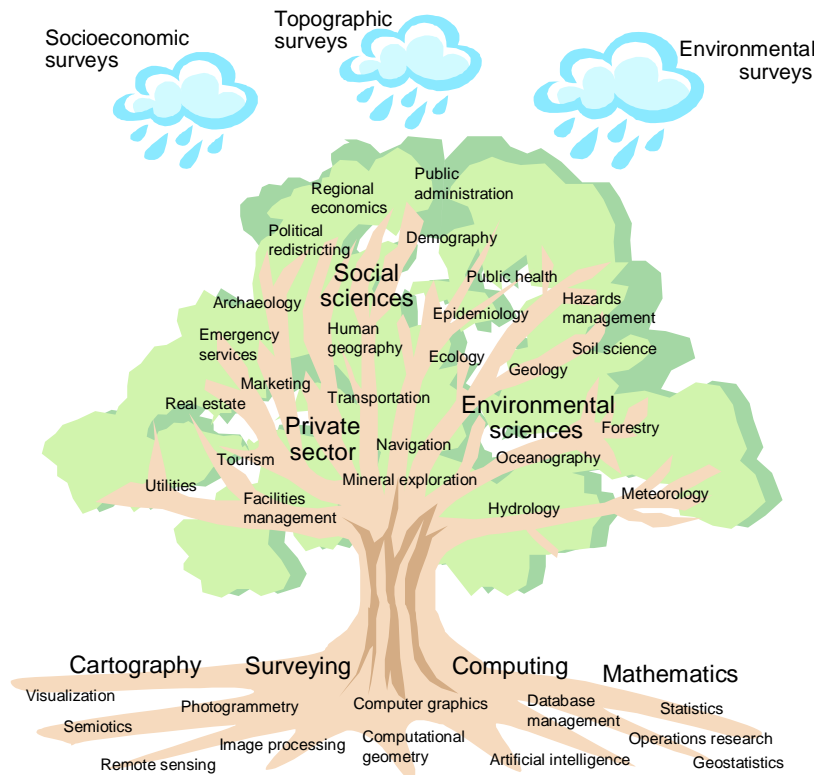 Socioeconomic
surveys
Topographic
surveys
Environmental
surveys
Public
administration
Regional
economics
Political
redistricting
Demography
Social
sciences
Public health
Archaeology
Hazards
management
Epidemiology
Emergency
services
Human
geography
Ecology
Soil science
Geology
Marketing
Transportation
Real estate
Environmental
sciences
Private
sector
Forestry
Navigation
Tourism
Oceanography
Utilities
Mineral exploration
Facilities
management
Hydrology
Meteorology
Cartography
Surveying
Computing
Mathematics
Visualization
Photogrammetry
Computer graphics
Database
management
Statistics
Semiotics
Image processing
Computational
geometry
Operations research
Remote sensing
Artificial intelligence
Geostatistics